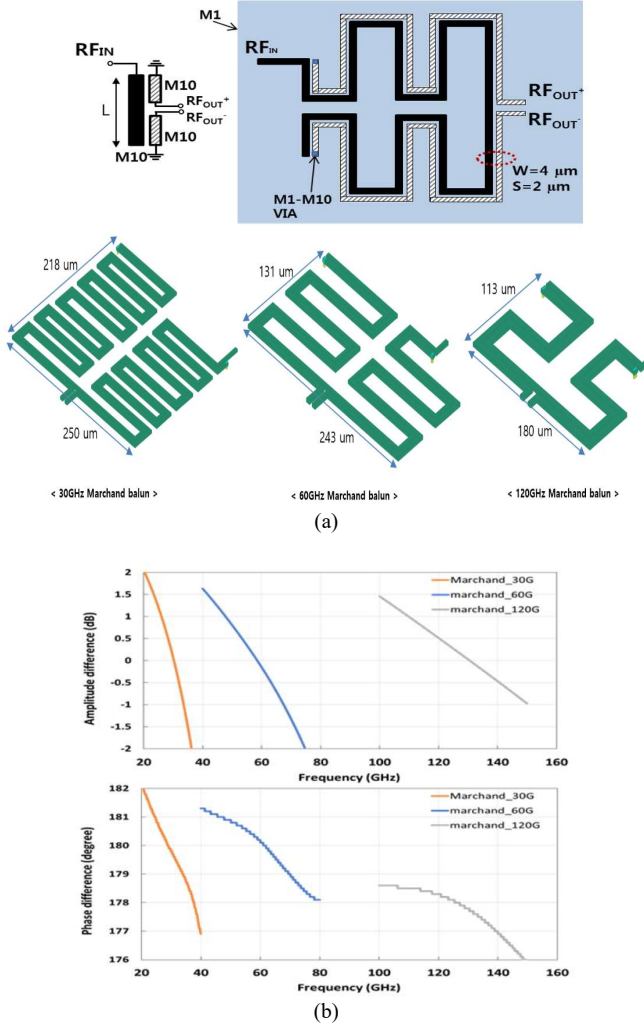 M1
RFIN
M10
RFOUT+
RFOUT-
L
M10
M10
RFIN
RFOUT+
RFOUT-
W=4 μm
S=2 μm
M1-M10
VIA
218 um
250 um
131 um
243 um
113 um
180 um
< 30GHz Marchand balun >
< 60GHz Marchand balun >
< 120GHz Marchand balun >
(a)
Amplitude difference (dB)
2
1.5
1
0.5
0
-0.5
-1
-1.5
-2
Marchand_30G
marchand_60G
marchand_120G
20 40 60 80 100 120 140 160
Frequency (GHz)
Phase difference (degree)
182
181
180
179
178
177
176
Marchand_30G
marchand_60G
marchand_120G
20 40 60 80 100 120 140 160
Frequency (GHz)
(b)